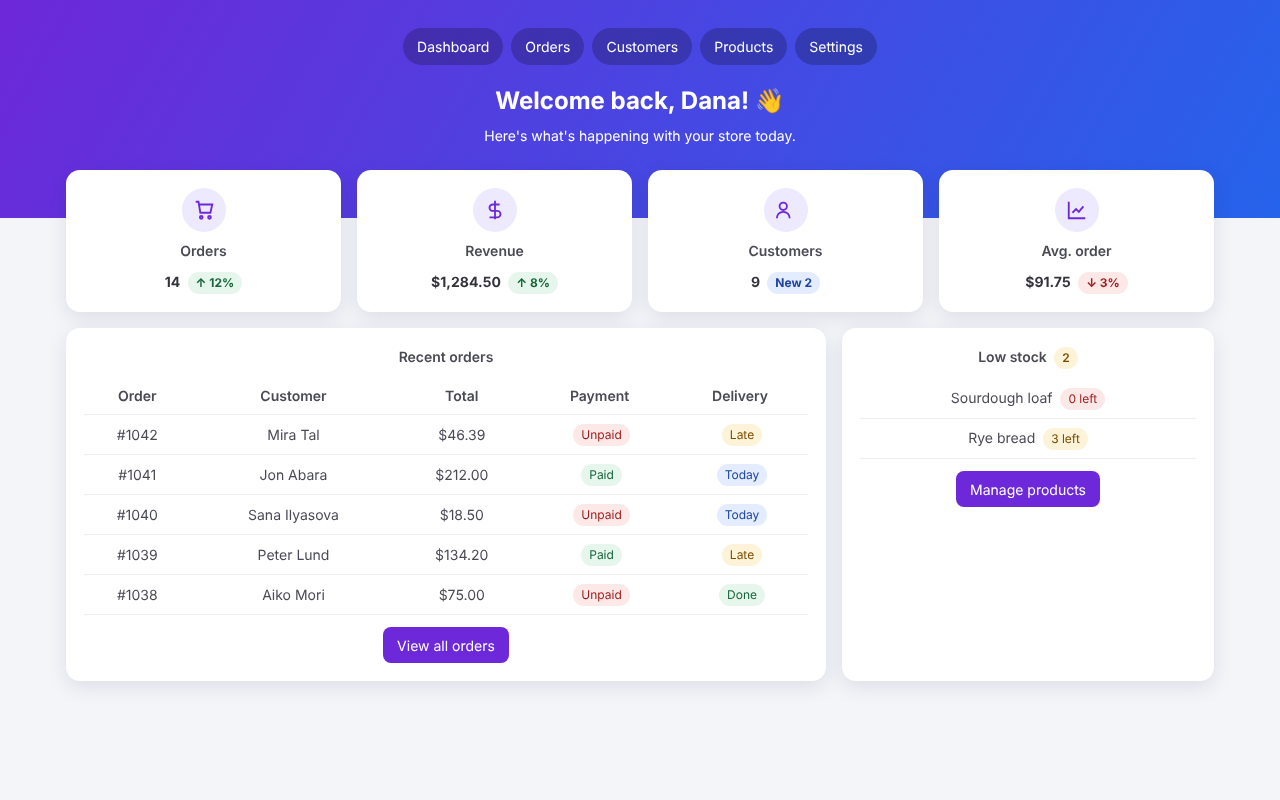 Dashboard Orders Customers Products Settings
Welcome back, Dana! 👋
Here's what's happening with your store today.
Orders
14 ↑ 12%
Revenue
$1,284.50 ↑ 8%
Customers
9 New 2
Avg. order
$91.75 ↓ 3%
Recent orders
Order Customer Total Payment Delivery
#1042 Mira Tal $46.39 Unpaid Late
#1041 Jon Abara $212.00 Paid Today
#1040 Sana Ilyasova $18.50 Unpaid Today
#1039 Peter Lund $134.20 Paid Late
#1038 Aiko Mori $75.00 Unpaid Done
View all orders
Low stock 2
Sourdough loaf 0 left
Rye bread 3 left
Manage products